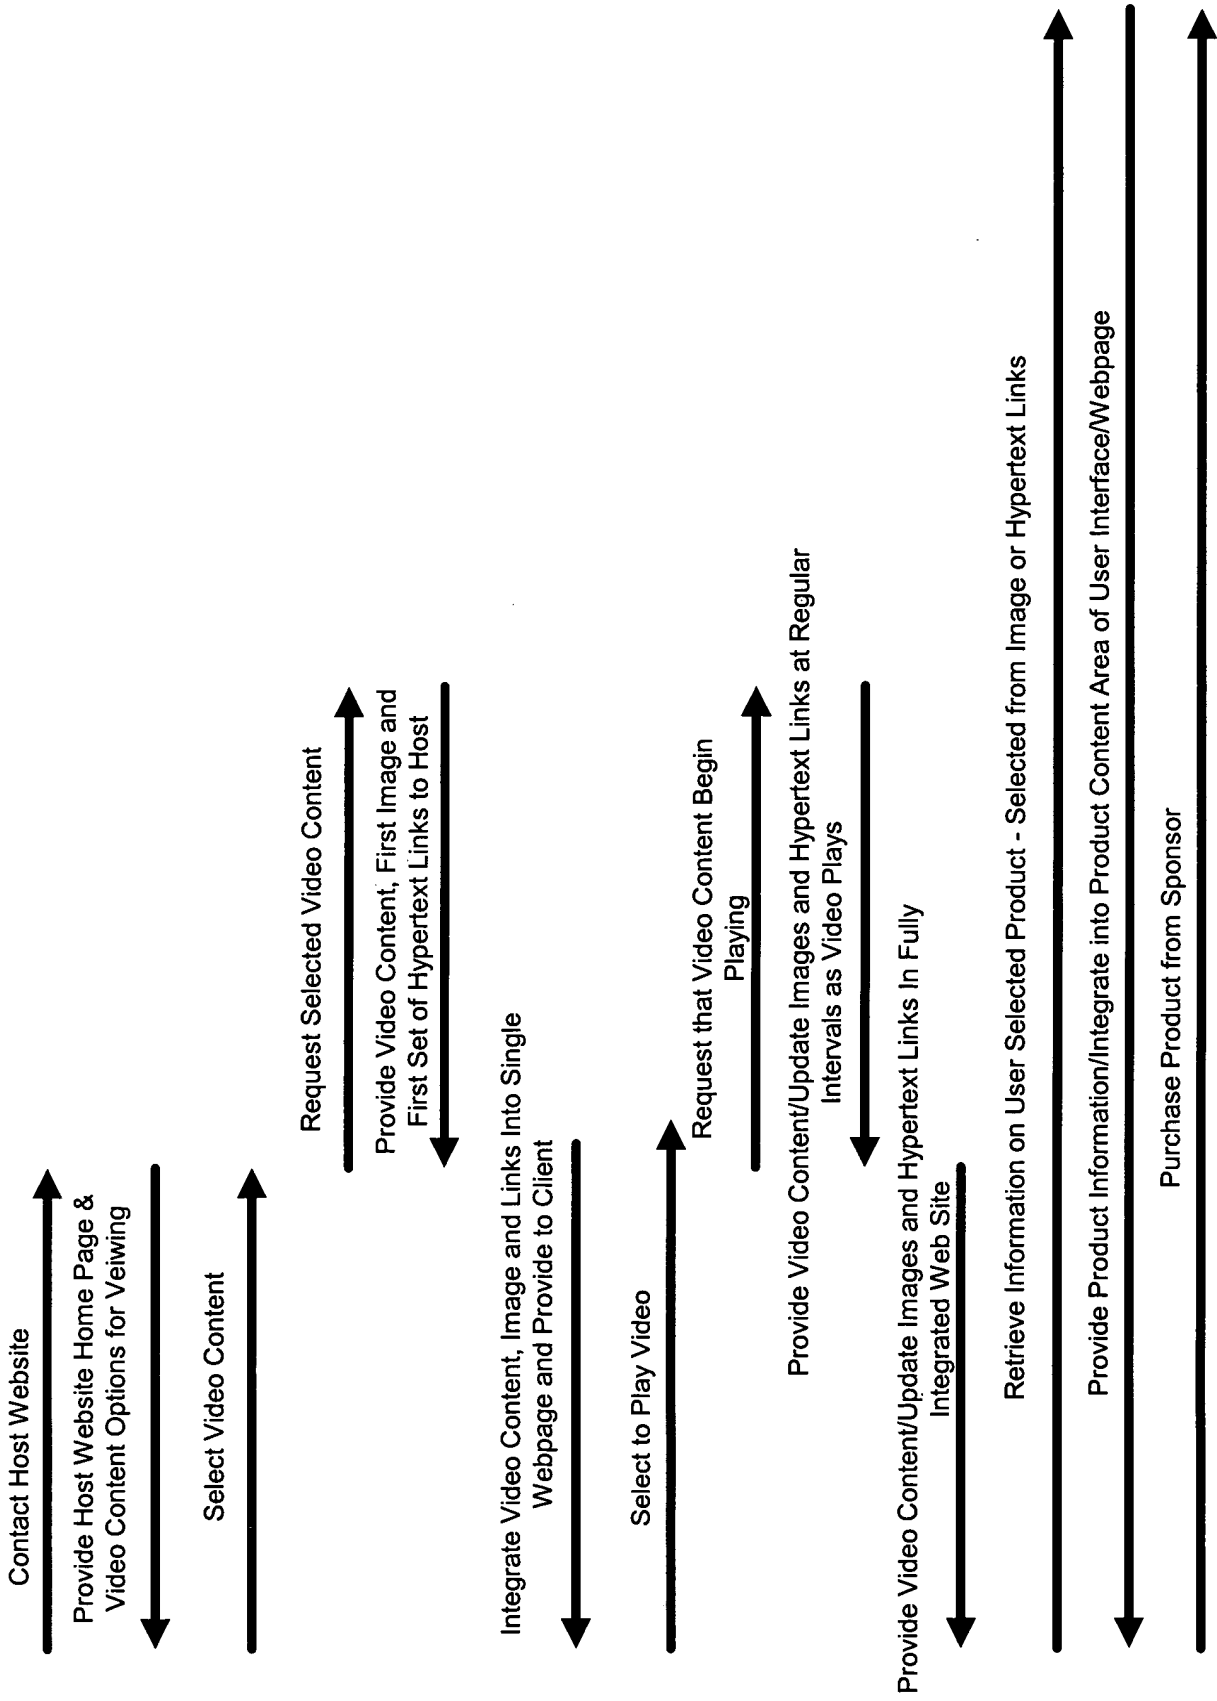 Contact Host Website
Provide Host Website Home Page &
Video Content Options for Veiwing
Select Video Content
Request Selected Video Content
Provide Video Content, First Image and
First Set of Hypertext Links to Host
Integrate Video Content, Image and Links Into Single
Webpage and Provide to Client
Select to Play Video
Request that Video Content Begin
Playing
Provide Video Content/Update Images and Hypertext Links at Regular
Intervals as Video Plays
Provide Video Content/Update Images and Hypertext Links In Fully
Integrated Web Site
Retrieve Information on User Selected Product - Selected from Image or Hypertext Links
Provide Product Information/Integrate into Product Content Area of User Interface/Webpage
Purchase Product from Sponsor